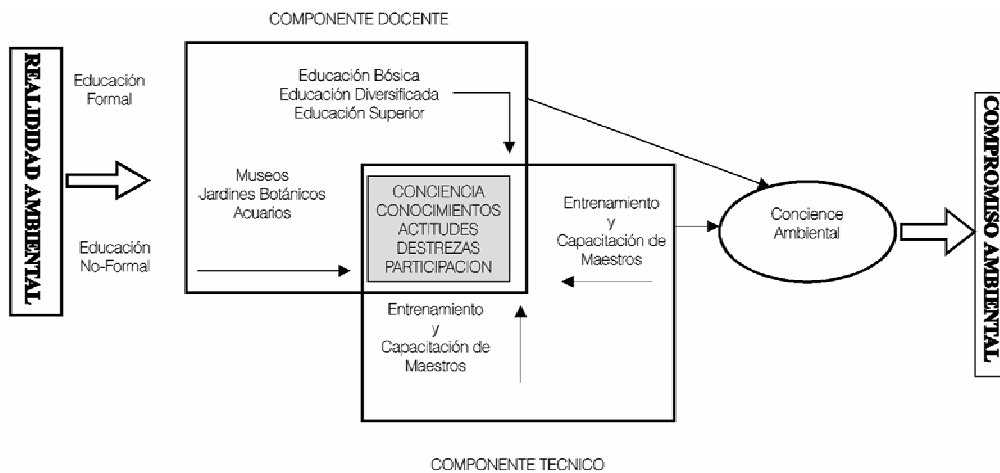 COMPONENTE DOCENTE
REALIDIDAD AMBIENTAL
Educación
Formal
Educación Bósica
Educación Diversificada
Educación Superior
Museos
Jardines Botánicos
Acuarios
Educación
No-Formal
CONCIENCIA
CONOCIMIENTOS
ACTITUDES
DESTREZAS
PARTICIPACION
Entrenamiento
y
Capacitación de
Maestros
Entrenamiento
y
Capacitación de
Maestros
Concience
Ambiental
COMPROMISO AMBIENTAL
COMPONENTE TECNICO